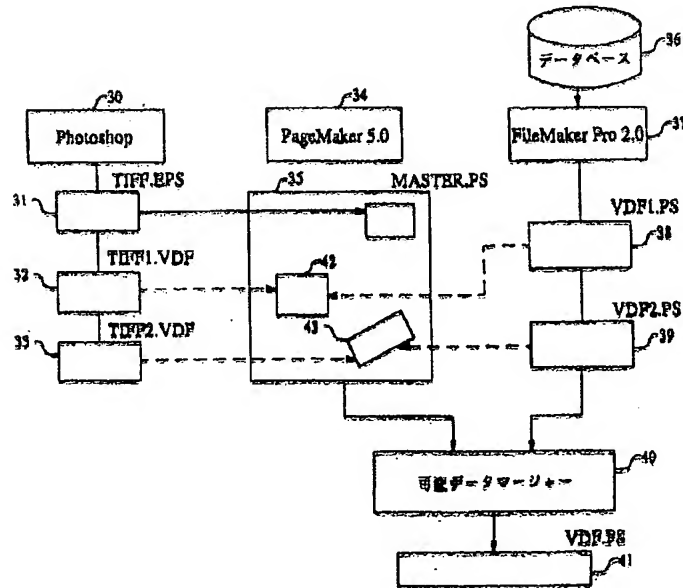 36
データベース
30
34
Photoshop
PageMaker 5.0
FileMaker Pro 2.0
37
TIFF.EPS
35
MASTER.PS
31
VDF1.PS
38
TIFF1.VDF
32
42
VDF2.PS
TIFF2.VDF
43
33
39
可変データマージャー
40
VDF.PS
41